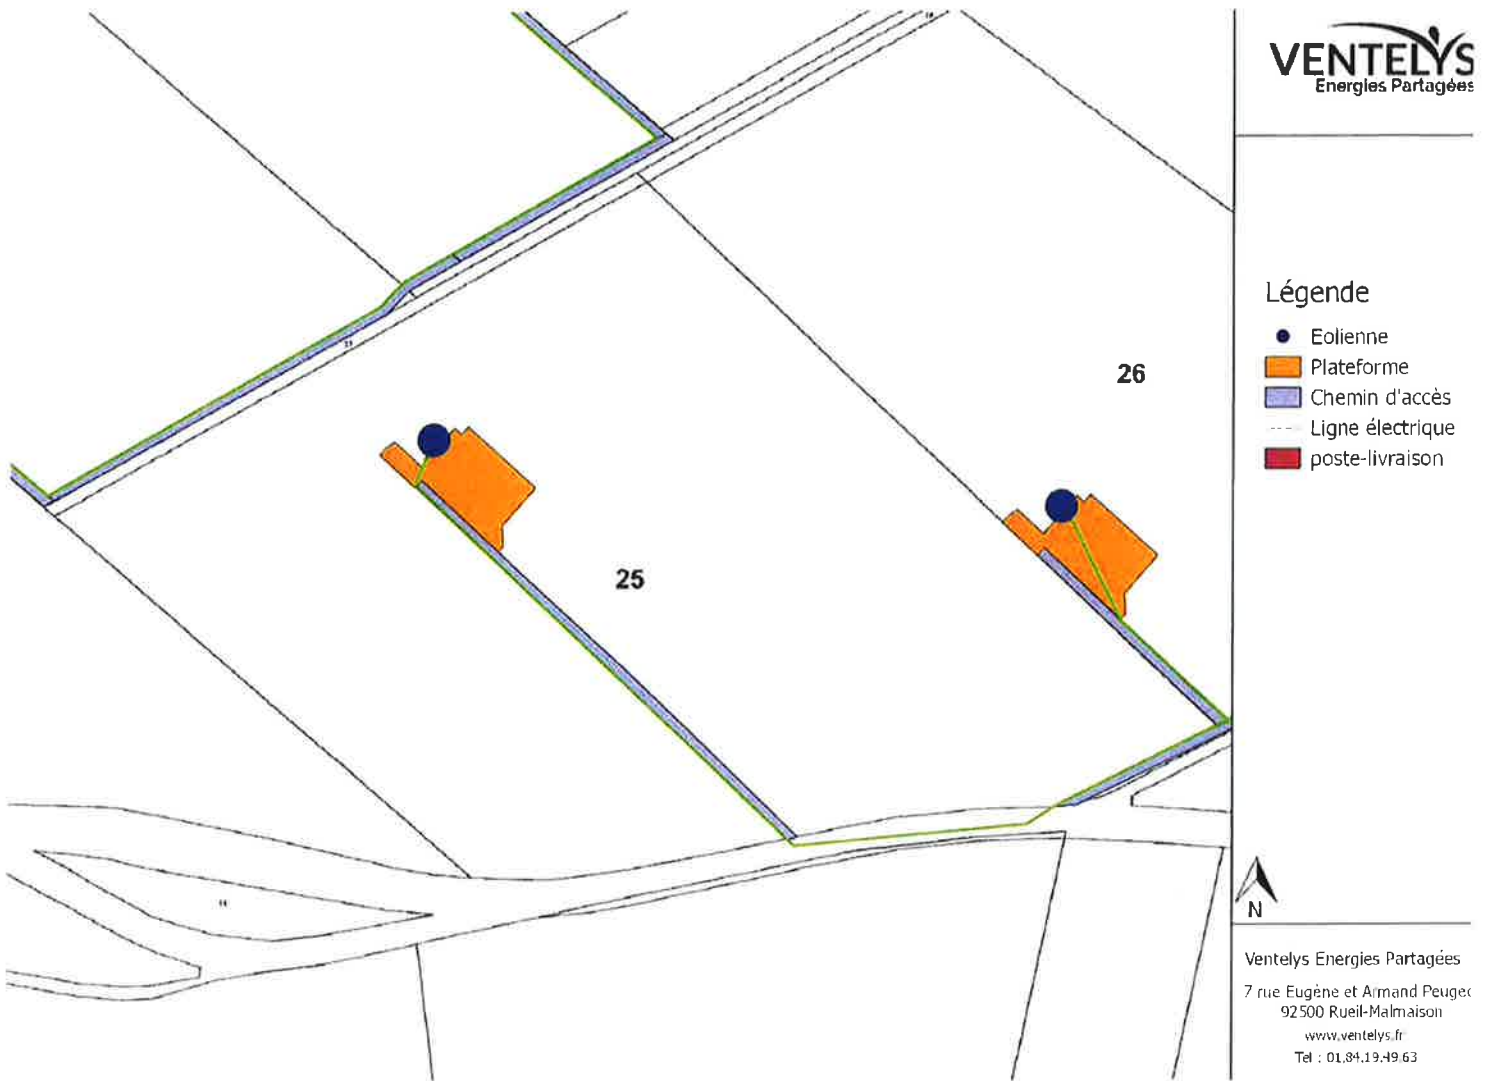 VENTELYS
Energies Partagées
26
25
Légende
Eolienne
Plateforme
Chemin d'accès
Ligne électrique
poste-livraison
N
Ventelys Energies Partagées
7 rue Eugène et Armand Peugeo
92500 Rueil-Malmaison
www.ventelys.fr
Tel : 01.84.19.49.63